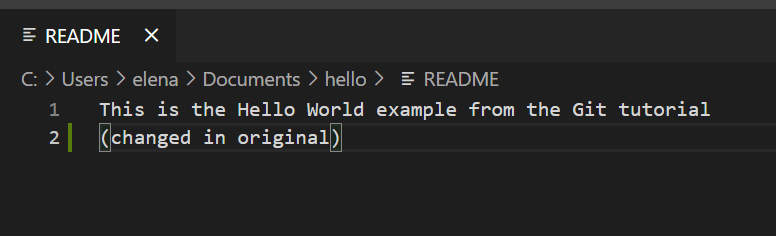 README
C: > Users > elena > Documents > hello > README
1 This is the Hello World example from the Git tutorial
2 (changed in original)